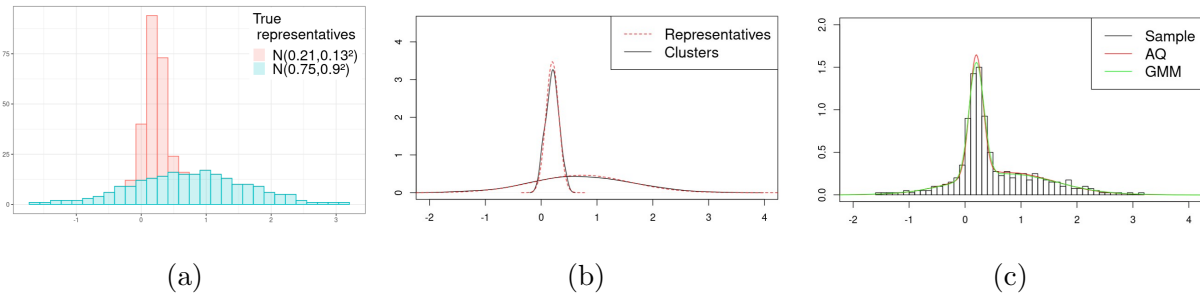 True
representatives
N(0.21,0.13²)
N(0.75,0.9²)
75
50
25
0
-1
0
1
2
3
(a)
Representatives
Clusters
4
3
2
1
0
-2
-1
0
1
2
3
4
(b)
Sample
AQ
GMM
2.0
1.5
1.0
0.5
0.0
-2
-1
0
1
2
3
4
(c)